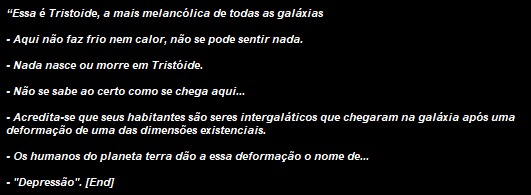 “Essa é Tristoide, a mais melancólica de todas as galáxias
- Aqui não faz frio nem calor, não se pode sentir nada.
- Nada nasce ou morre em Tristóide.
- Não se sabe ao certo como se chega aqui...
- Acredita-se que seus habitantes são seres intergaláticos que chegaram na galáxia após uma
deformação de uma das dimensões existenciais.
- Os humanos do planeta terra dão a essa deformação o nome de...
- "Depressão". [End]